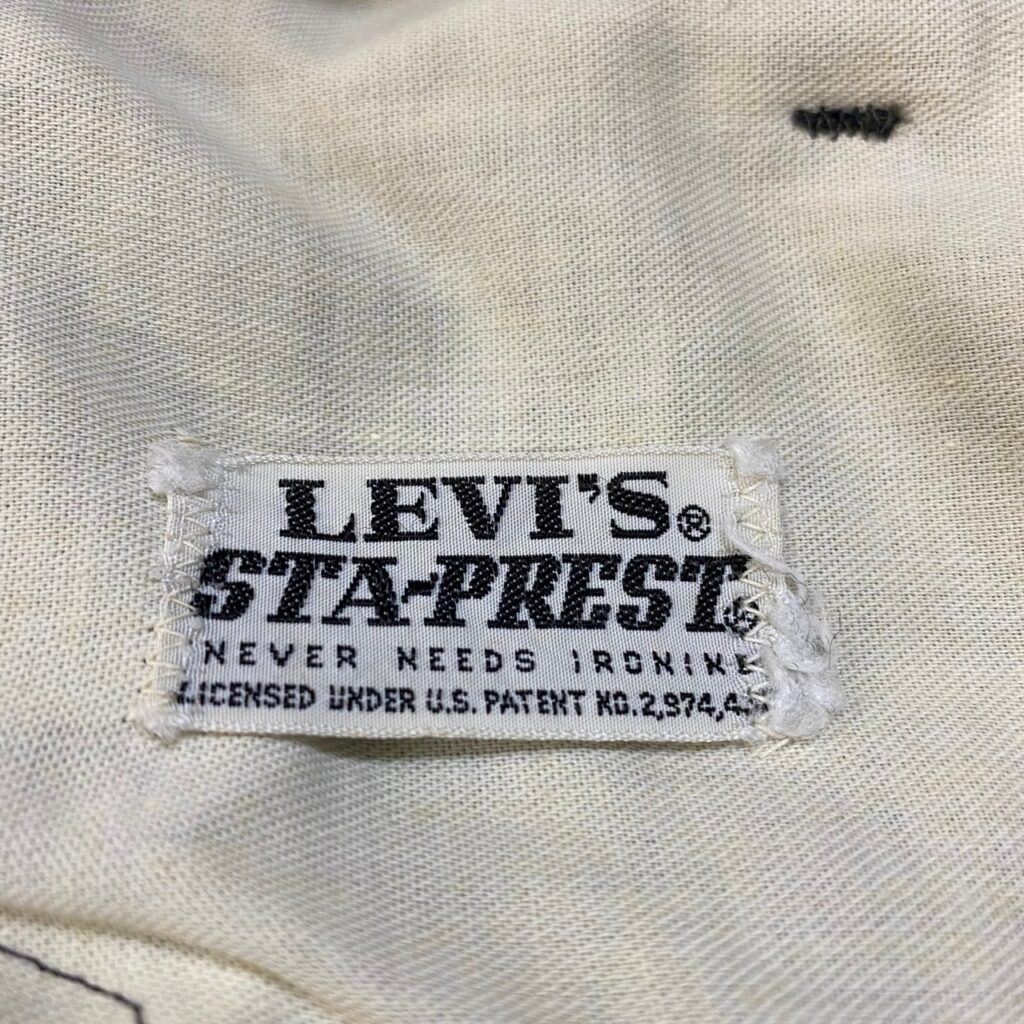 LEVI'S®
STA-PREST®
NEVER NEEDS IRONING
LICENSED UNDER U.S. PATENT NO. 2,974,4